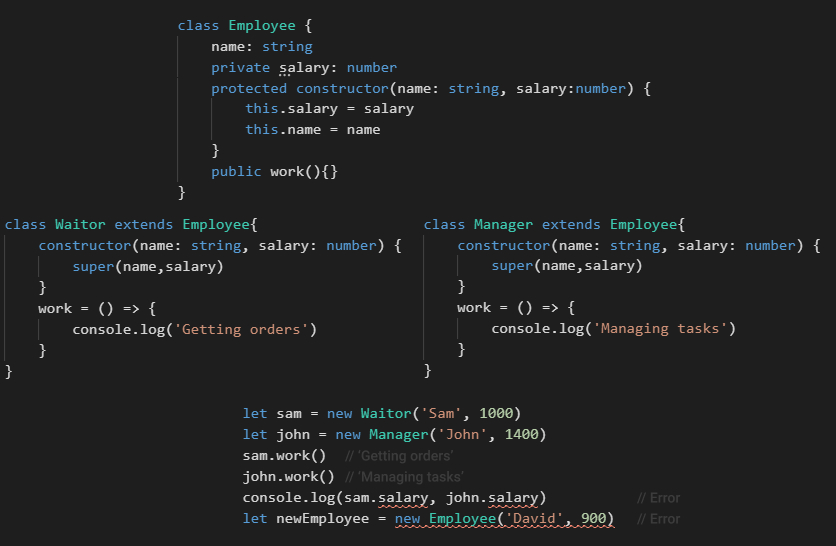 class Employee {
name: string
private salary: number
protected constructor(name: string, salary:number) {
this.salary = salary
this.name = name
}
public work(){}
}
class Waitor extends Employee{
constructor(name: string, salary: number) {
super(name,salary)
}
work = () => {
console.log('Getting orders')
}
}
class Manager extends Employee{
constructor(name: string, salary: number) {
super(name,salary)
}
work = () => {
console.log('Managing tasks')
}
}
let sam = new Waitor('Sam', 1000)
let john = new Manager('John', 1400)
sam.work() // 'Getting orders'
john.work() // 'Managing tasks'
console.log(sam.salary, john.salary) // Error
let newEmployee = new Employee('David', 900) // Error